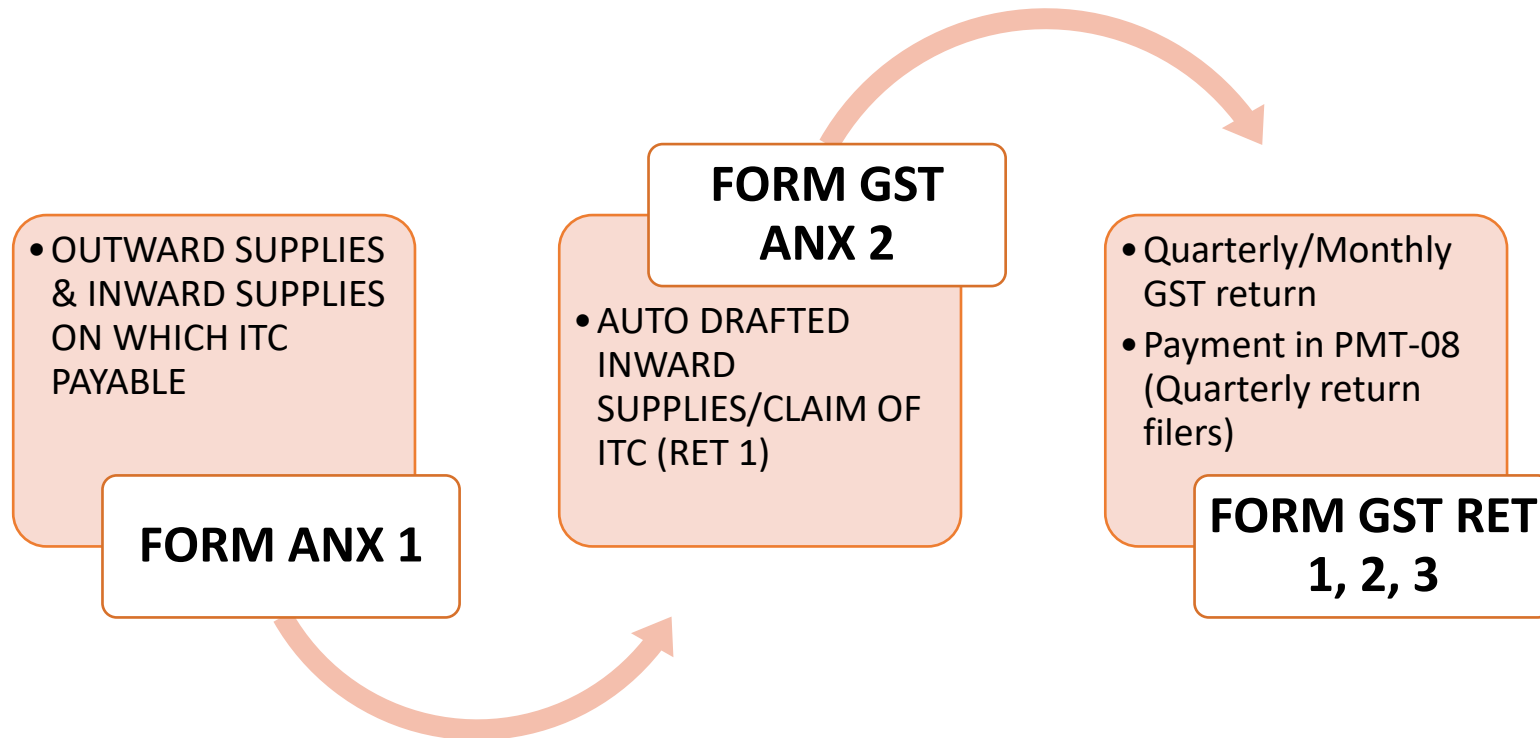 • OUTWARD SUPPLIES
& INWARD SUPPLIES
ON WHICH ITC
PAYABLE
FORM ANX 1
FORM GST
ANX 2
• AUTO DRAFTED
INWARD
SUPPLIES/CLAIM OF
ITC (RET 1)
• Quarterly/Monthly
GST return
• Payment in PMT-08
(Quarterly return
filers)
FORM GST RET
1, 2, 3